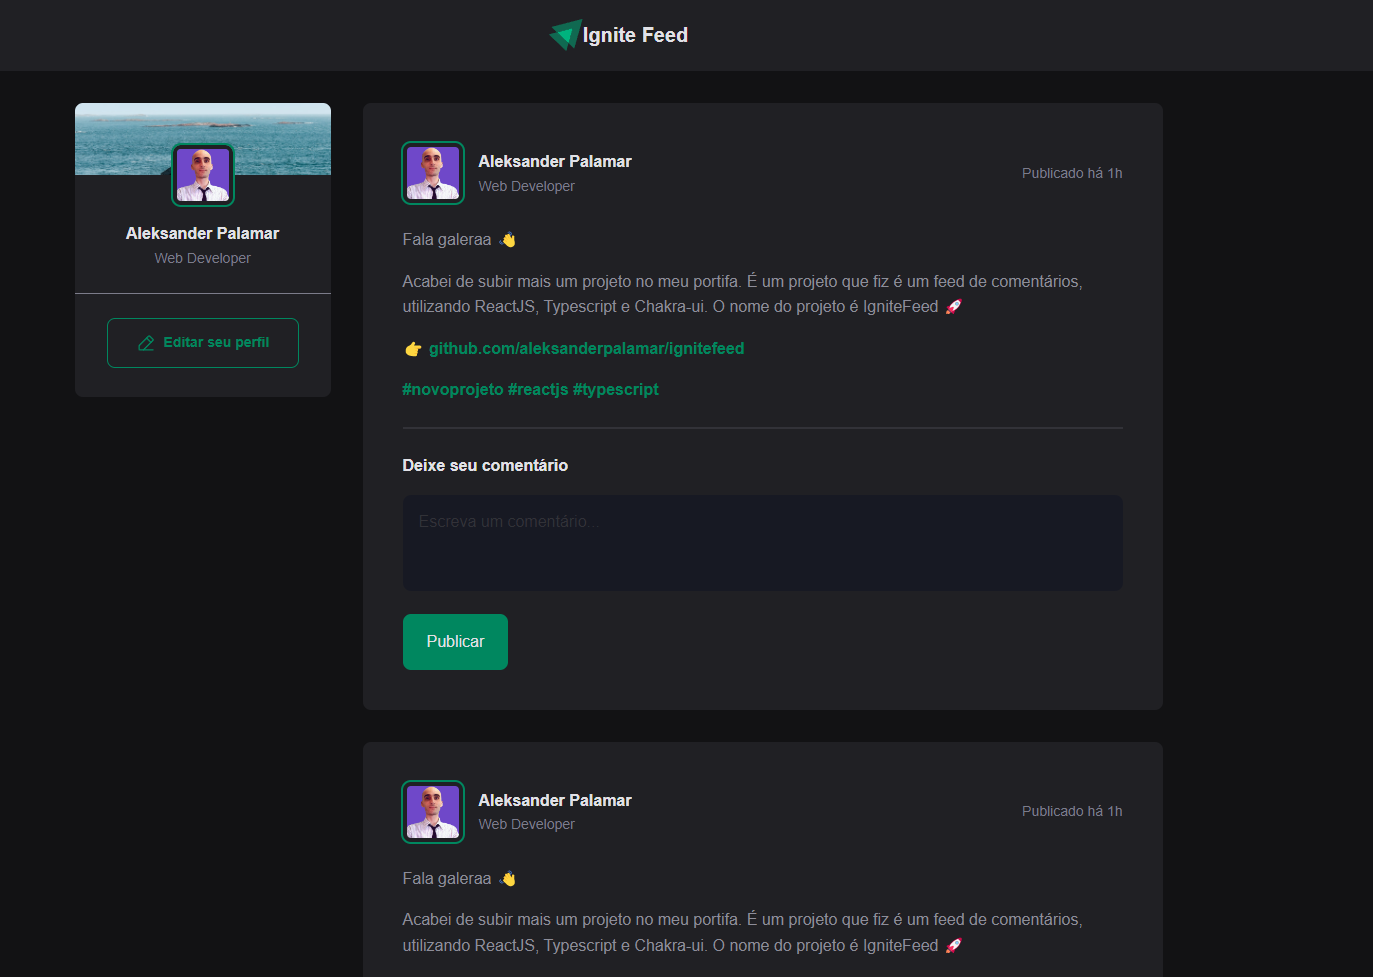 Ignite Feed
Aleksander Palamar
Web Developer
Editar seu perfil
Aleksander Palamar
Web Developer
Publicado há 1h
Fala galeraa 👋
Acabei de subir mais um projeto no meu portifa. É um projeto que fiz é um feed de comentários,
utilizando ReactJS, Typescript e Chakra-ui. O nome do projeto é IgniteFeed 🚀
👉 github.com/aleksanderpalamar/ignitefeed
#novoprojeto #reactjs #typescript
Deixe seu comentário
Escreva um comentário...
Publicar
Aleksander Palamar
Web Developer
Publicado há 1h
Fala galeraa 👋
Acabei de subir mais um projeto no meu portifa. É um projeto que fiz é um feed de comentários,
utilizando ReactJS, Typescript e Chakra-ui. O nome do projeto é IgniteFeed 🚀